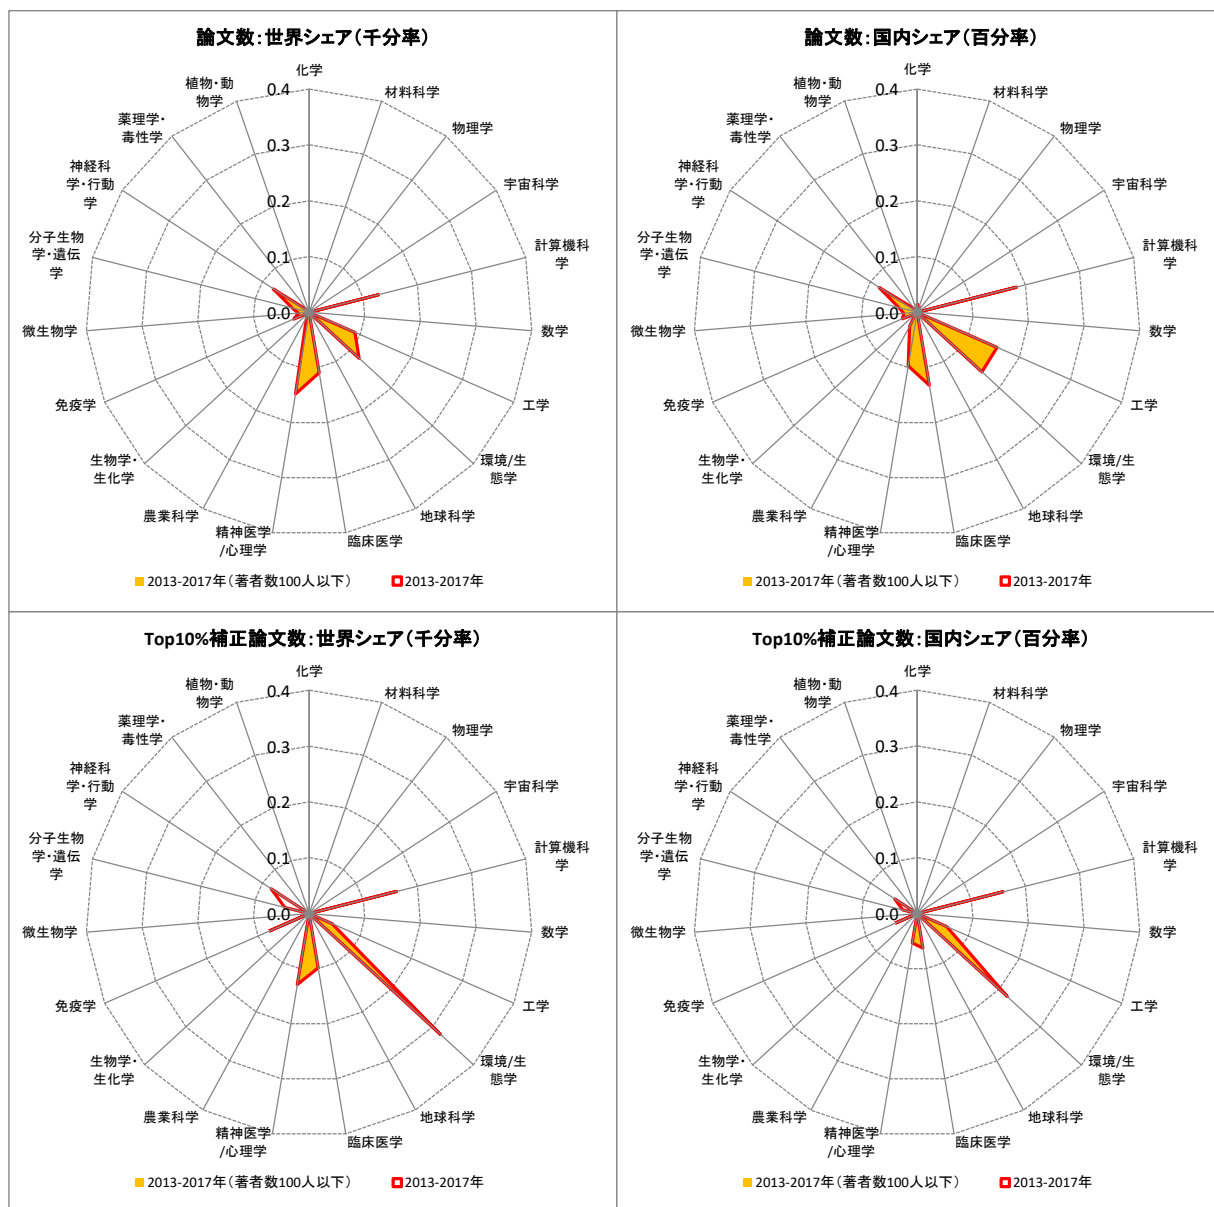 論文数:世界シェア(千分率)
化学
材料科学
物理学
宇宙科学
計算機科
学
数学
工学
環境/生
態学
地球科学
臨床医学
精神医学
/心理学
農業科学
生物学・
生化学
免疫学
微生物学
分子生物
学・遺伝
学
神経科
学・行動
学
薬理学・
毒性学
植物・動
物学
0.4
0.3
0.2
0.1
0.0
2013-2017年(著者数100人以下)
2013-2017年
論文数:国内シェア(百分率)
化学
材料科学
物理学
宇宙科学
計算機科
学
数学
工学
環境/生
態学
地球科学
臨床医学
精神医学
/心理学
農業科学
生物学・
生化学
免疫学
微生物学
分子生物
学・遺伝
学
神経科
学・行動
学
薬理学・
毒性学
植物・動
物学
0.4
0.3
0.2
0.1
0.0
2013-2017年(著者数100人以下)
2013-2017年
Top10%補正論文数:世界シェア(千分率)
化学
材料科学
物理学
宇宙科学
計算機科
学
数学
工学
環境/生
態学
地球科学
臨床医学
精神医学
/心理学
農業科学
生物学・
生化学
免疫学
微生物学
分子生物
学・遺伝
学
神経科
学・行動
学
薬理学・
毒性学
植物・動
物学
0.4
0.3
0.2
0.1
0.0
2013-2017年(著者数100人以下)
2013-2017年
Top10%補正論文数:国内シェア(百分率)
化学
材料科学
物理学
宇宙科学
計算機科
学
数学
工学
環境/生
態学
地球科学
臨床医学
精神医学
/心理学
農業科学
生物学・
生化学
免疫学
微生物学
分子生物
学・遺伝
学
神経科
学・行動
学
薬理学・
毒性学
植物・動
物学
0.4
0.3
0.2
0.1
0.0
2013-2017年(著者数100人以下)
2013-2017年